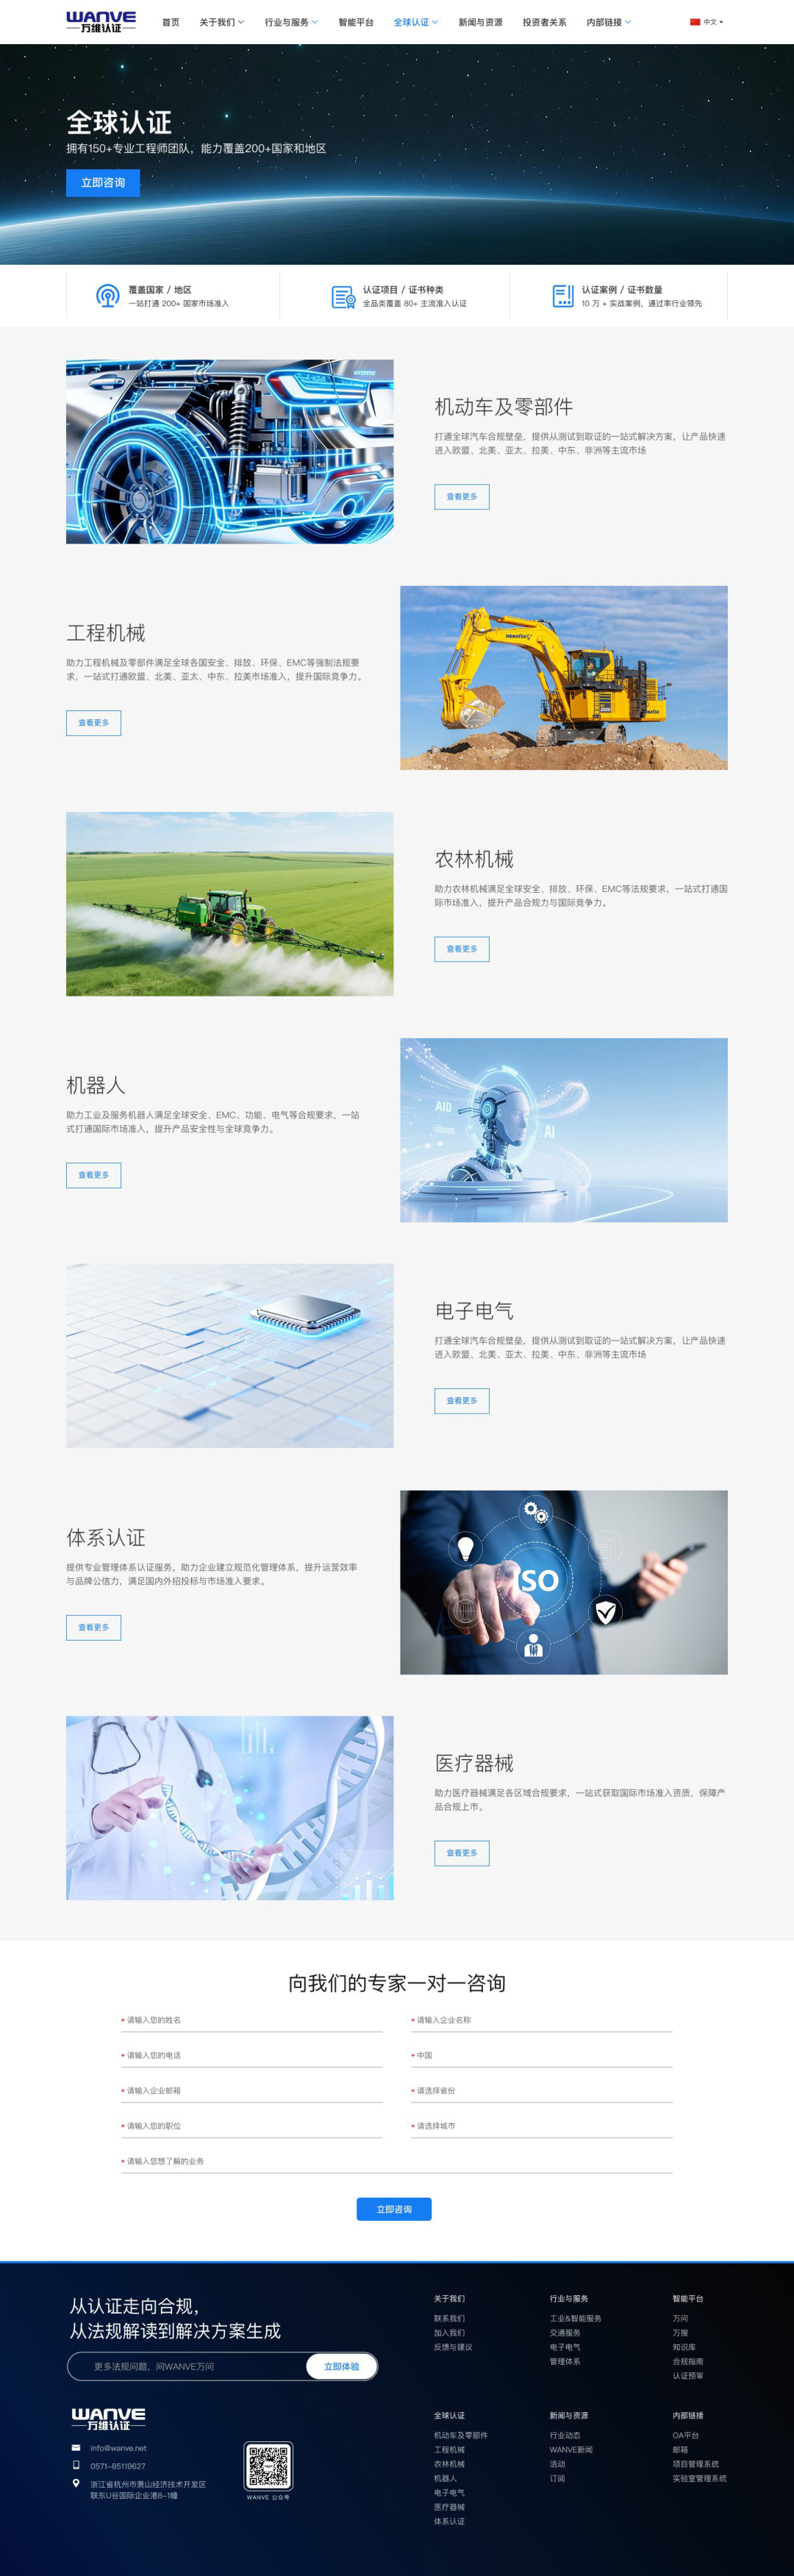 WANVE
万维认证
首页 关于我们 行业与服务 智能平台 全球认证 新闻与资源 投资者关系 内部链接 中文
全球认证
拥有150+专业工程师团队，能力覆盖200+国家和地区
立即咨询
覆盖国家 / 地区
一站打通 200+ 国家市场准入
认证项目 / 证书种类
全品类覆盖 80+ 主流准入认证
认证案例 / 证书数量
10 万 + 实战案例，通过率行业领先
机动车及零部件
打通全球汽车合规壁垒，提供从测试到取证的一站式解决方案，让产品快速
进入欧盟、北美、亚太、拉美、中东、非洲等主流市场
查看更多
工程机械
助力工程机械及零部件满足全球各国安全、排放、环保、EMC等强制法规要
求，一站式打通欧盟、北美、亚太、中东、拉美市场准入，提升国际竞争力。
查看更多
KOMATSU
农林机械
助力农林机械满足全球安全、排放、环保、EMC等法规要求，一站式打通国
际市场准入，提升产品合规力与国际竞争力。
查看更多
机器人
助力工业及服务机器人满足全球安全、EMC、功能、电气等合规要求，一站
式打通国际市场准入，提升产品安全性与全球竞争力。
查看更多
AI
电子电气
打通全球汽车合规壁垒，提供从测试到取证的一站式解决方案，让产品快速
进入欧盟、北美、亚太、拉美、中东、非洲等主流市场
查看更多
体系认证
提供专业管理体系认证服务，助力企业建立规范化管理体系，提升运营效率
与品牌公信力，满足国内外招投标与市场准入要求。
查看更多
ISO
医疗器械
助力医疗器械满足各区域合规要求，一站式获取国际市场准入资质，保障产
品合规上市。
查看更多
向我们的专家一对一咨询
* 请输入您的姓名
* 请输入企业名称
* 请输入您的电话
* 中国
* 请输入企业邮箱
* 请选择省份
* 请输入您的职位
* 请选择城市
* 请输入您想了解的业务
立即咨询
从认证走向合规，
从法规解读到解决方案生成
更多法规问题，问WANVE万问
立即体验
WANVE
万维认证
info@wanve.net
0571-85119627
浙江省杭州市萧山经济技术开发区
联东U谷国际企业港8-1幢
WANVE 公众号
关于我们
联系我们
加入我们
反馈与建议
行业与服务
工业&智能服务
交通服务
电子电气
管理体系
智能平台
万问
万搜
知识库
合规指南
认证预审
全球认证
机动车及零部件
工程机械
农林机械
机器人
电子电气
医疗器械
体系认证
新闻与资源
行业动态
WANVE新闻
活动
订阅
内部链接
OA平台
邮箱
项目管理系统
实验室管理系统